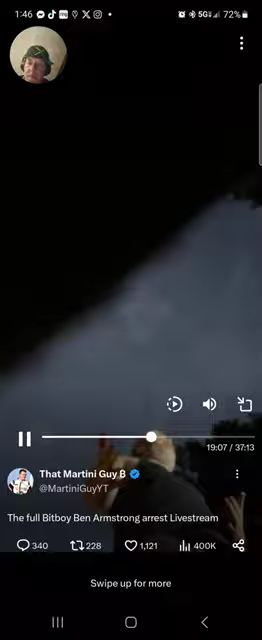 1:46
5G
72%
19:07 / 37:13
That Martini Guy ₿
@MartiniGuyYT
The full Bitboy Ben Armstrong arrest Livestream
340 228 1,121 400K
Swipe up for more